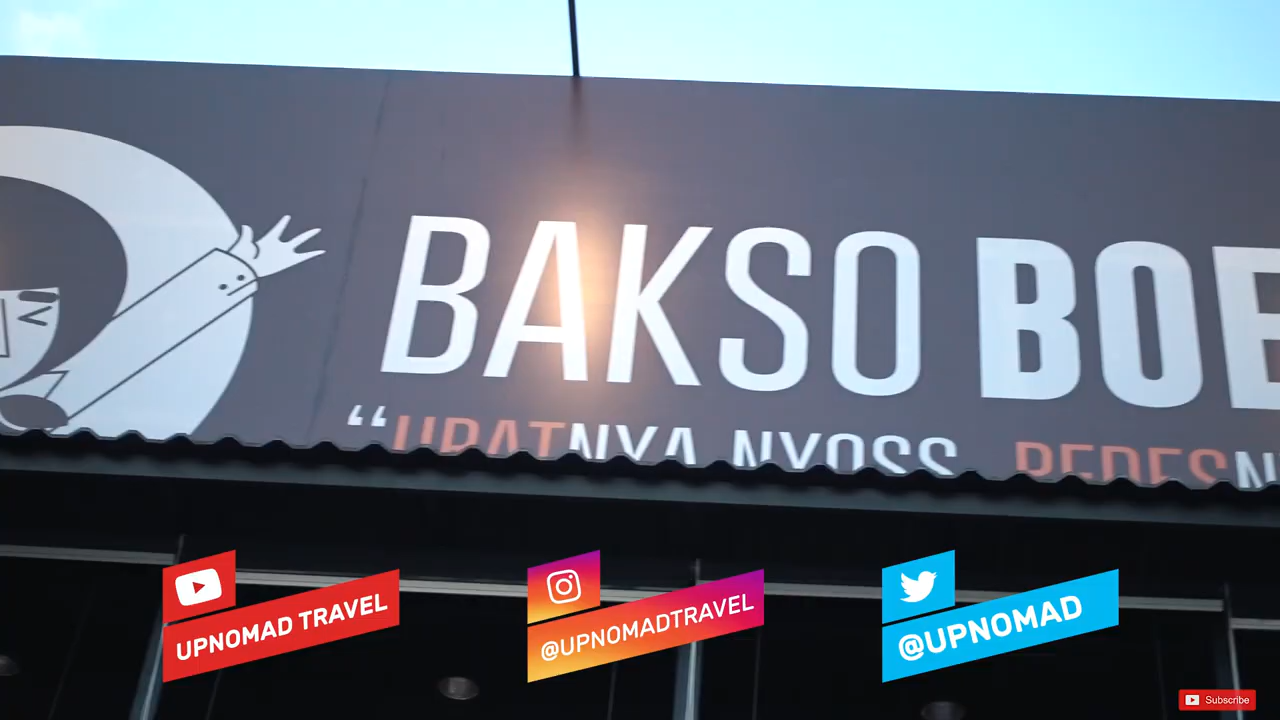 BAKSO BOE
“URATNYA NYOSS PEDESN
UPNOMAD TRAVEL
@UPNOMADTRAVEL
@UPNOMAD
Subscribe